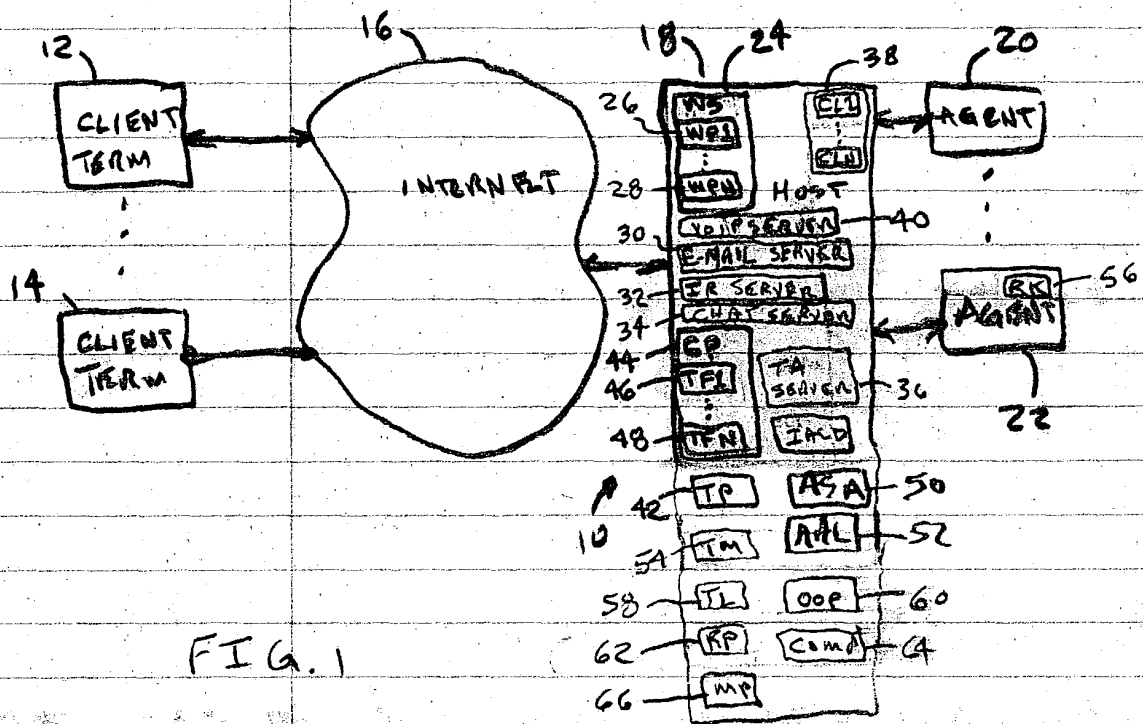 12
CLIENT
TERM
14
CLIENT
TERM
16
INTERNET
18
24
WS
26
WP1
28
WPN
38
CL1
CLN
HOST
20
AGENT
VOIP SERVER
40
30
E-MAIL SERVER
32
IR SERVER
34
CHAT SERVER
RK
56
AGENT
22
44
CP
46
TF1
48
TFN
TA
SERVER
36
IACD
42
TP
ASA
50
10
54
TM
AAL
52
58
TL
OOP
60
62
RP
COMP
64
66
MP
FIG. 1